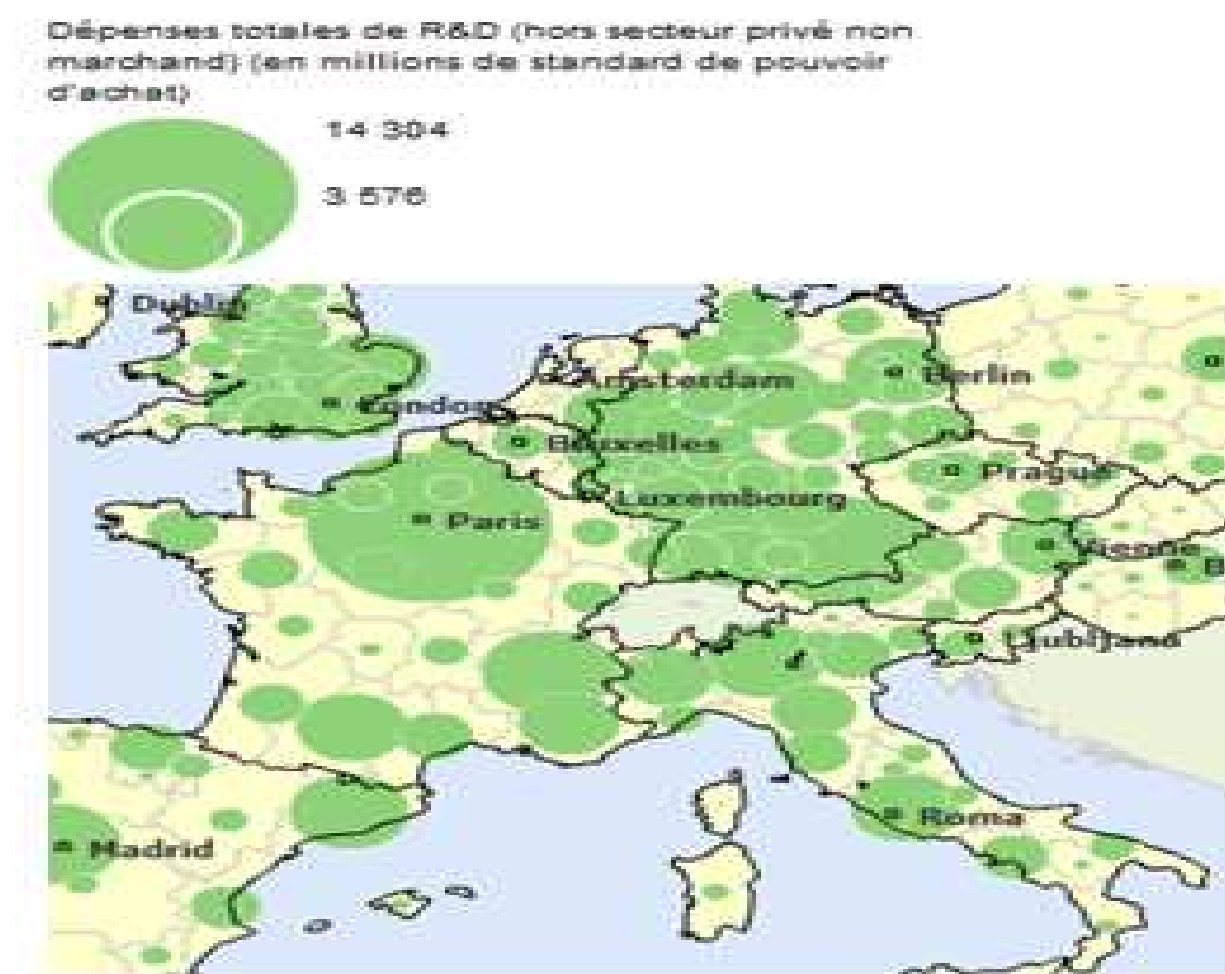 Dépenses totales de R&D (hors secteur privé non
marchand) (en millions de standard de pouvoir
d'achat)
14 304
3 576
Dublin
Amsterdam
Berlin
London
Bruxelles
Prague
Luxembourg
Paris
Vienne
B
Ljubljana
Roma
Madrid